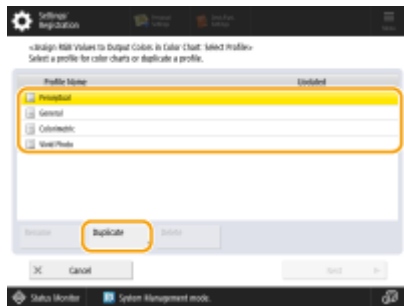 Settings/
Registration
<Assign RGB Values to Output Colors in Color Chart: Select Profile>
Select a profile for color charts or duplicate a profile.
Profile Name
Updated
Perceptual
General
Colorimetric
Vivid Photo
Rename
Duplicate
Delete
Cancel
Next
Status Monitor
System Management mode.